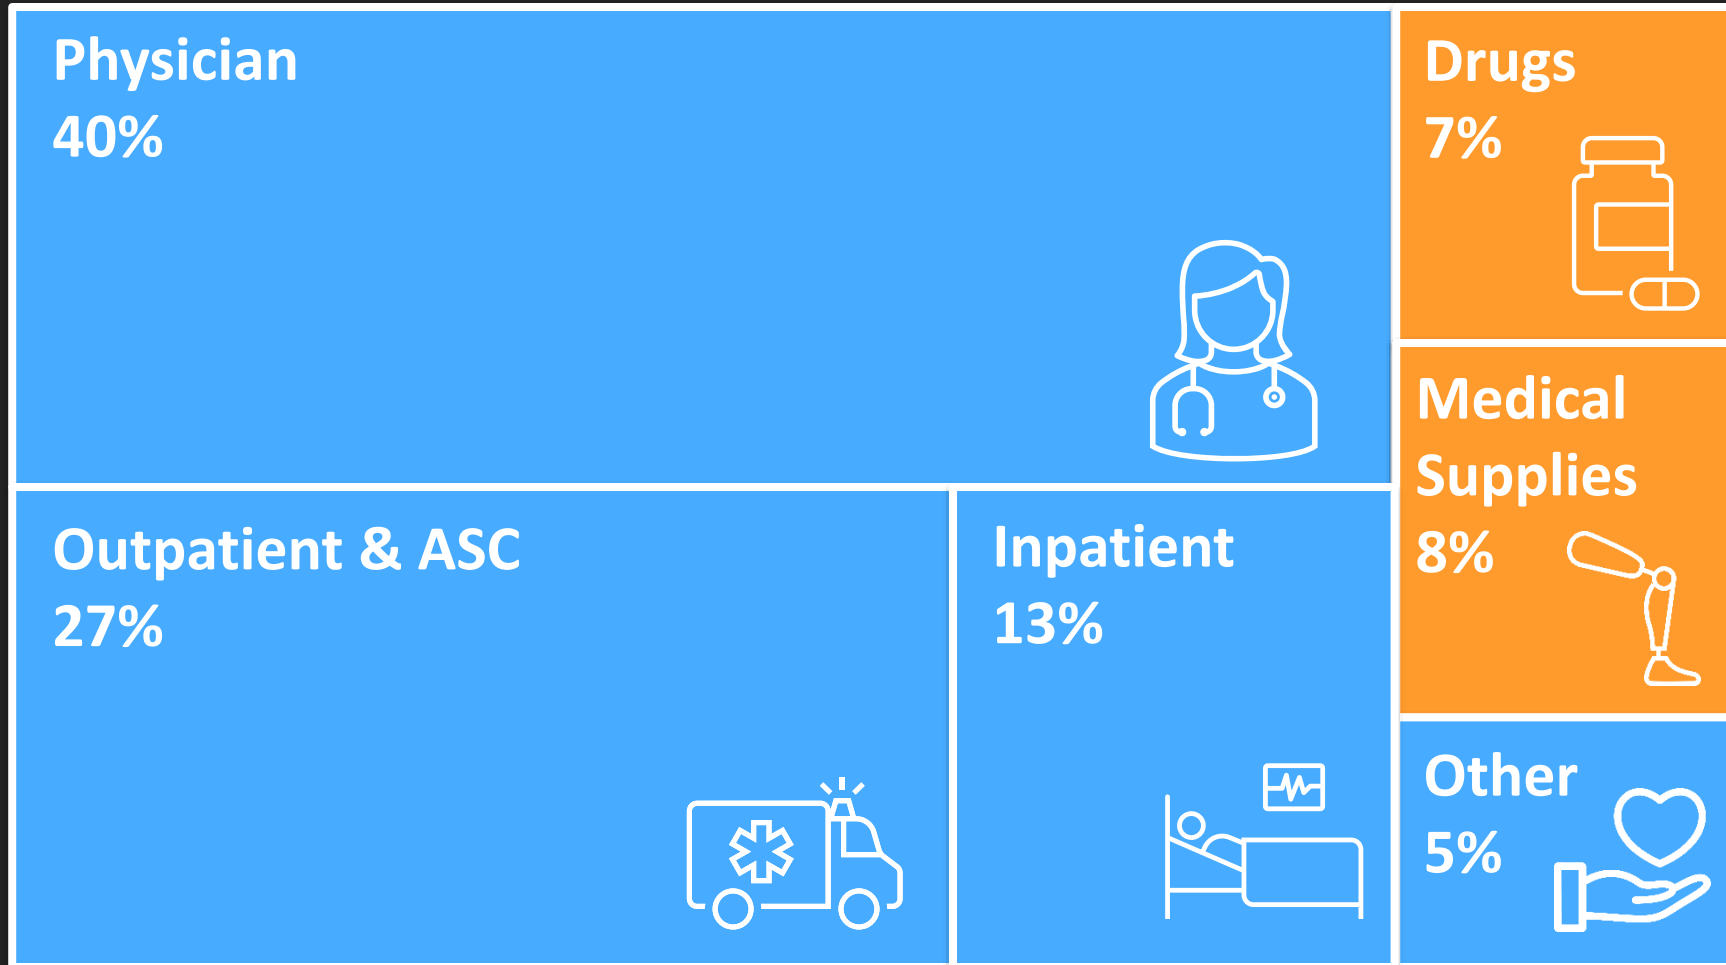 Physician
40%
Drugs
7%
Medical
Supplies
8%
Outpatient & ASC
27%
Inpatient
13%
Other
5%